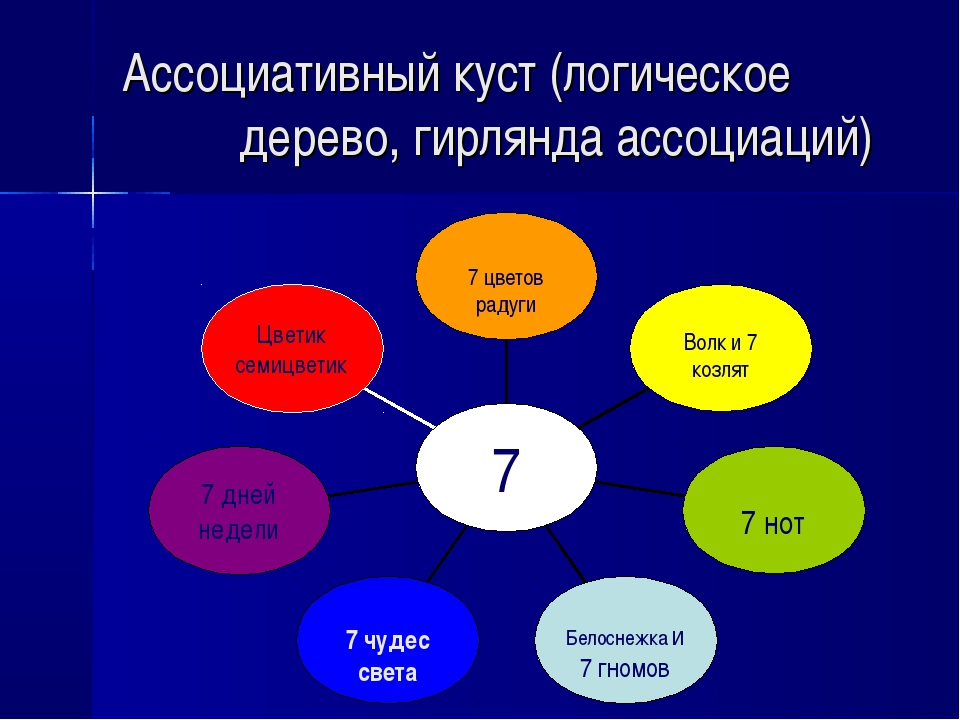 Ассоциативный куст (логическое
дерево, гирлянда ассоциаций)
7 цветов
радуги
Цветик
семицветик
Волк и 7
козлят
7
7 дней
недели
7 нот
7 чудес
света
Белоснежка И
7 гномов